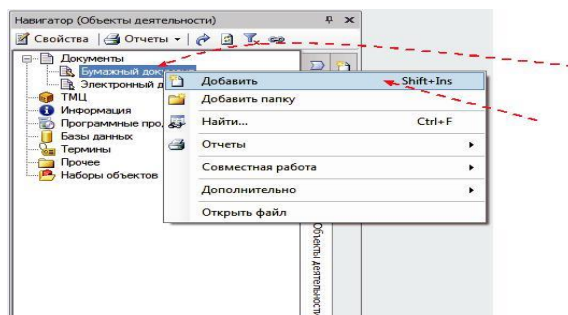 Навигатор (Объекты деятельности)
Свойства Отчеты
Документы
Бумажный документ
Электронный д
ТМЦ
Информация
Программные про
Базы данных
Термины
Прочее
Наборы объектов
Добавить Shift+Ins
Добавить папку
Найти... Ctrl+F
Отчеты
Совместная работа
Дополнительно
Открыть файл
Объекты деятельности